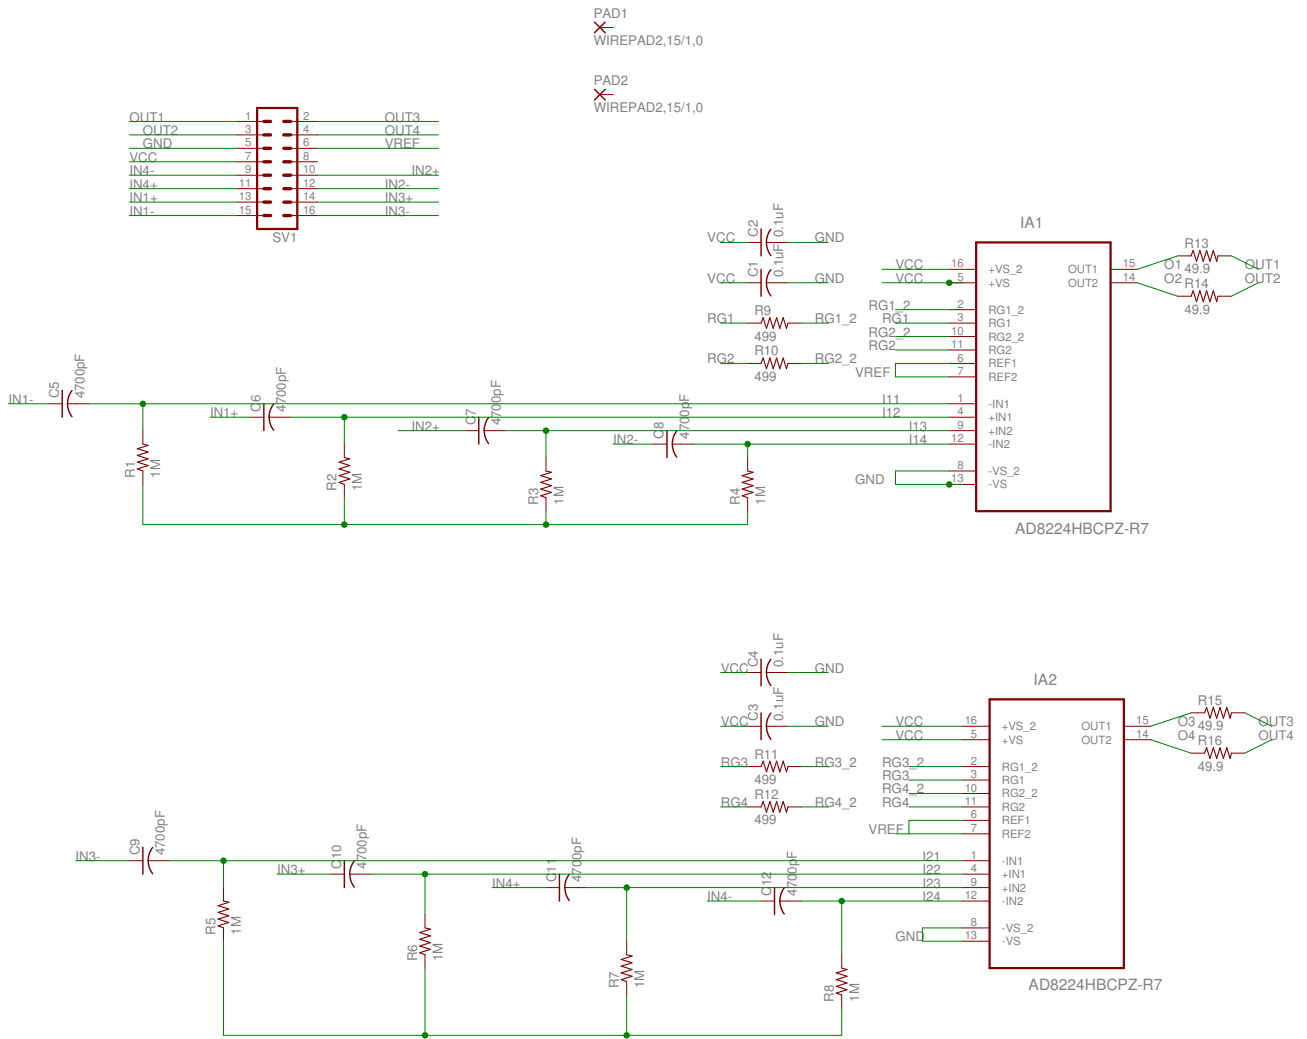 PAD1
WIREPAD2,15/1,0
PAD2
WIREPAD2,15/1,0
OUT1 1 2 OUT3
OUT2 3 4 OUT4
GND 5 6 VREF
VCC 7 8
IN4- 9 10 IN2+
IN4+ 11 12 IN2-
IN1+ 13 14 IN3+
IN1- 15 16 IN3-
SV1
VCC C2 0.1uF GND
VCC C1 0.1uF GND
RG1 R9 RG1_2
499
RG2 R10 RG2_2
499
IA1
VCC 16 +VS_2 OUT1 15 O1 R13 49.9 OUT1
VCC 5 +VS OUT2 14 O2 R14 49.9 OUT2
RG1_2 2 RG1_2
RG1 3 RG1
RG2_2 10 RG2_2
RG2 11 RG2
6 REF1
VREF 7 REF2
I11 1 -IN1
I12 4 +IN1
I13 9 +IN2
I14 12 -IN2
8 -VS_2
GND 13 -VS
AD8224HBCPZ-R7
IN1- C5 4700pF
IN1+ C6 4700pF
IN2+ C7 4700pF
IN2- C8 4700pF
R1 1M
R2 1M
R3 1M
R4 1M
VCC C4 0.1uF GND
VCC C3 0.1uF GND
RG3 R11 RG3_2
499
RG4 R12 RG4_2
499
IA2
VCC 16 +VS_2 OUT1 15 O3 R15 49.9 OUT3
VCC 5 +VS OUT2 14 O4 R16 49.9 OUT4
RG3_2 2 RG1_2
RG3 3 RG1
RG4_2 10 RG2_2
RG4 11 RG2
6 REF1
VREF 7 REF2
I21 1 -IN1
I22 4 +IN1
I23 9 +IN2
I24 12 -IN2
8 -VS_2
GND 13 -VS
AD8224HBCPZ-R7
IN3- C9 4700pF
IN3+ C10 4700pF
IN4+ C11 4700pF
IN4- C12 4700pF
R5 1M
R6 1M
R7 1M
R8 1M